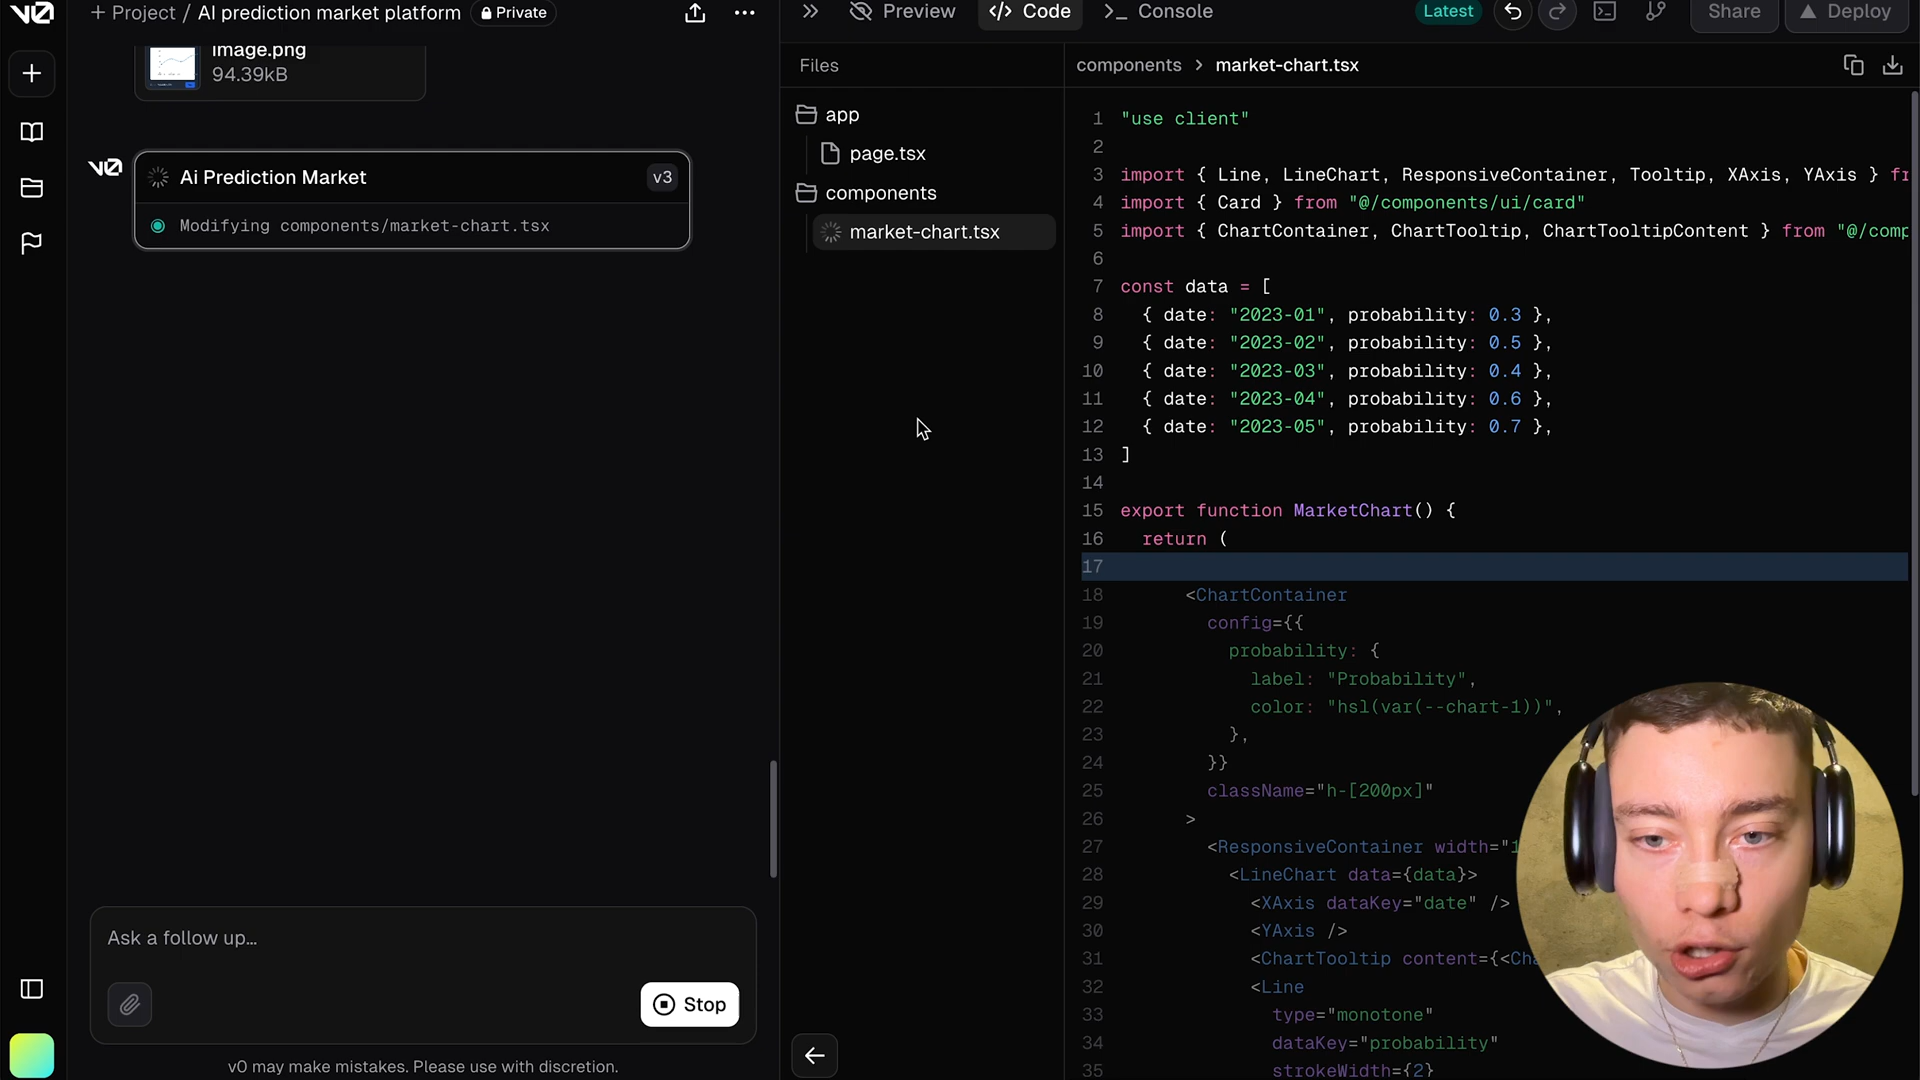 v0
+ Project / AI prediction market platform
Private
Preview
Code
Console
Latest
Share
Deploy
image.png
94.39kB
v0
Ai Prediction Market
v3
Modifying components/market-chart.tsx
Files
app
page.tsx
components
market-chart.tsx
components > market-chart.tsx
1 "use client"
2
3 import { Line, LineChart, ResponsiveContainer, Tooltip, XAxis, YAxis }
4 import { Card } from "@/components/ui/card"
5 import { ChartContainer, ChartTooltip, ChartTooltipContent } from "@/comp
6
7 const data = [
8 { date: "2023-01", probability: 0.3 },
9 { date: "2023-02", probability: 0.5 },
10 { date: "2023-03", probability: 0.4 },
11 { date: "2023-04", probability: 0.6 },
12 { date: "2023-05", probability: 0.7 },
13 ]
14
15 export function MarketChart() {
16 return (
17
18 <ChartContainer
19 config={{
20 probability: {
21 label: "Probability",
22 color: "hsl(var(--chart-1))",
23 },
24 }}
25 className="h-[200px]"
26 >
27 <ResponsiveContainer width="1
28 <LineChart data={data}>
29 <XAxis dataKey="date" />
30 <YAxis />
31 <ChartTooltip content={<Ch
32 <Line
33 type="monotone"
34 dataKey="probability"
35 strokeWidth={2}
Ask a follow up...
Stop
v0 may make mistakes. Please use with discretion.